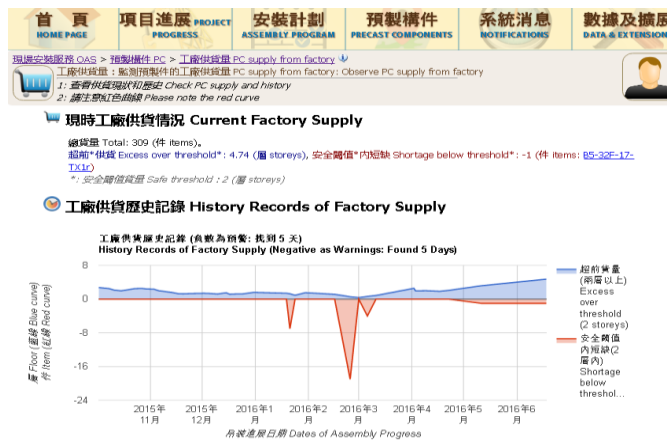 首 頁 項目進展 PROJECT 安裝計劃 預製構件 系統消息 數據及擴展
HOME PAGE PROGRESS ASSEMBLY PROGRAM PRECAST COMPONENTS NOTIFICATIONS DATA & EXTENSION
現場安裝服務 OAS > 預製構件 PC > 工廠供貨量 PC supply from factory
工廠供貨量：監測預製件的工廠供貨量 PC supply from factory: Observe PC supply from factory
1: 查看供貨現狀和歷史 Check PC supply and history
2: 請注意紅色曲線 Please note the red curve
現時工廠供貨情況 Current Factory Supply
總貨量 Total: 309 (件 items)。
超前*供貨 Excess over threshold*: 4.74 (層 storeys), 安全閾值*內短缺 Shortage below threshold*: -1 (件 items: B5-32F-17-
TX1r)
*: 安全閾值貨量 Safe threshold : 2 (層 storeys)
工廠供貨歷史記錄 History Records of Factory Supply
工廠供貨歷史記錄 (負數為預警: 找到 5 天)
History Records of Factory Supply (Negative as Warnings: Found 5 Days)
8
0
-8
-16
-24
層 Floor (藍線 Blue curve)
件 Item (紅線 Red curve)
2015年 2015年 2016年 2016年 2016年3 2016年4 2016年5 2016年6
11月 12月 1月 2月 月 月 月 月
吊裝進展日期 Dates of Assembly Progress
超前貨量
(兩層以上)
Excess
over
threshold
(2 storeys)
安全閾值
內短缺(2
層內)
Shortage
below
threshol...